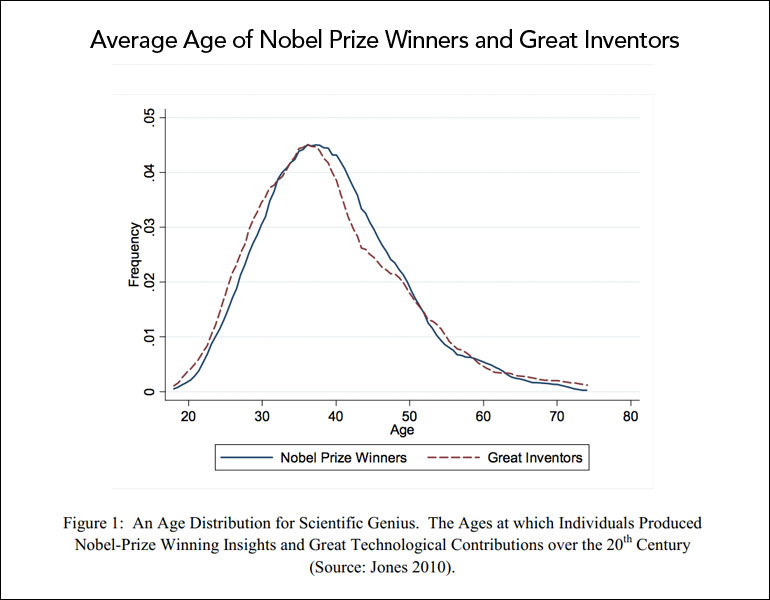 Average Age of Nobel Prize Winners and Great Inventors
.05
.04
.03
.02
.01
0
Frequency
20 30 40 50 60 70 80
Age
Nobel Prize Winners Great Inventors
Figure 1: An Age Distribution for Scientific Genius. The Ages at which Individuals Produced
Nobel-Prize Winning Insights and Great Technological Contributions over the 20th Century
(Source: Jones 2010).